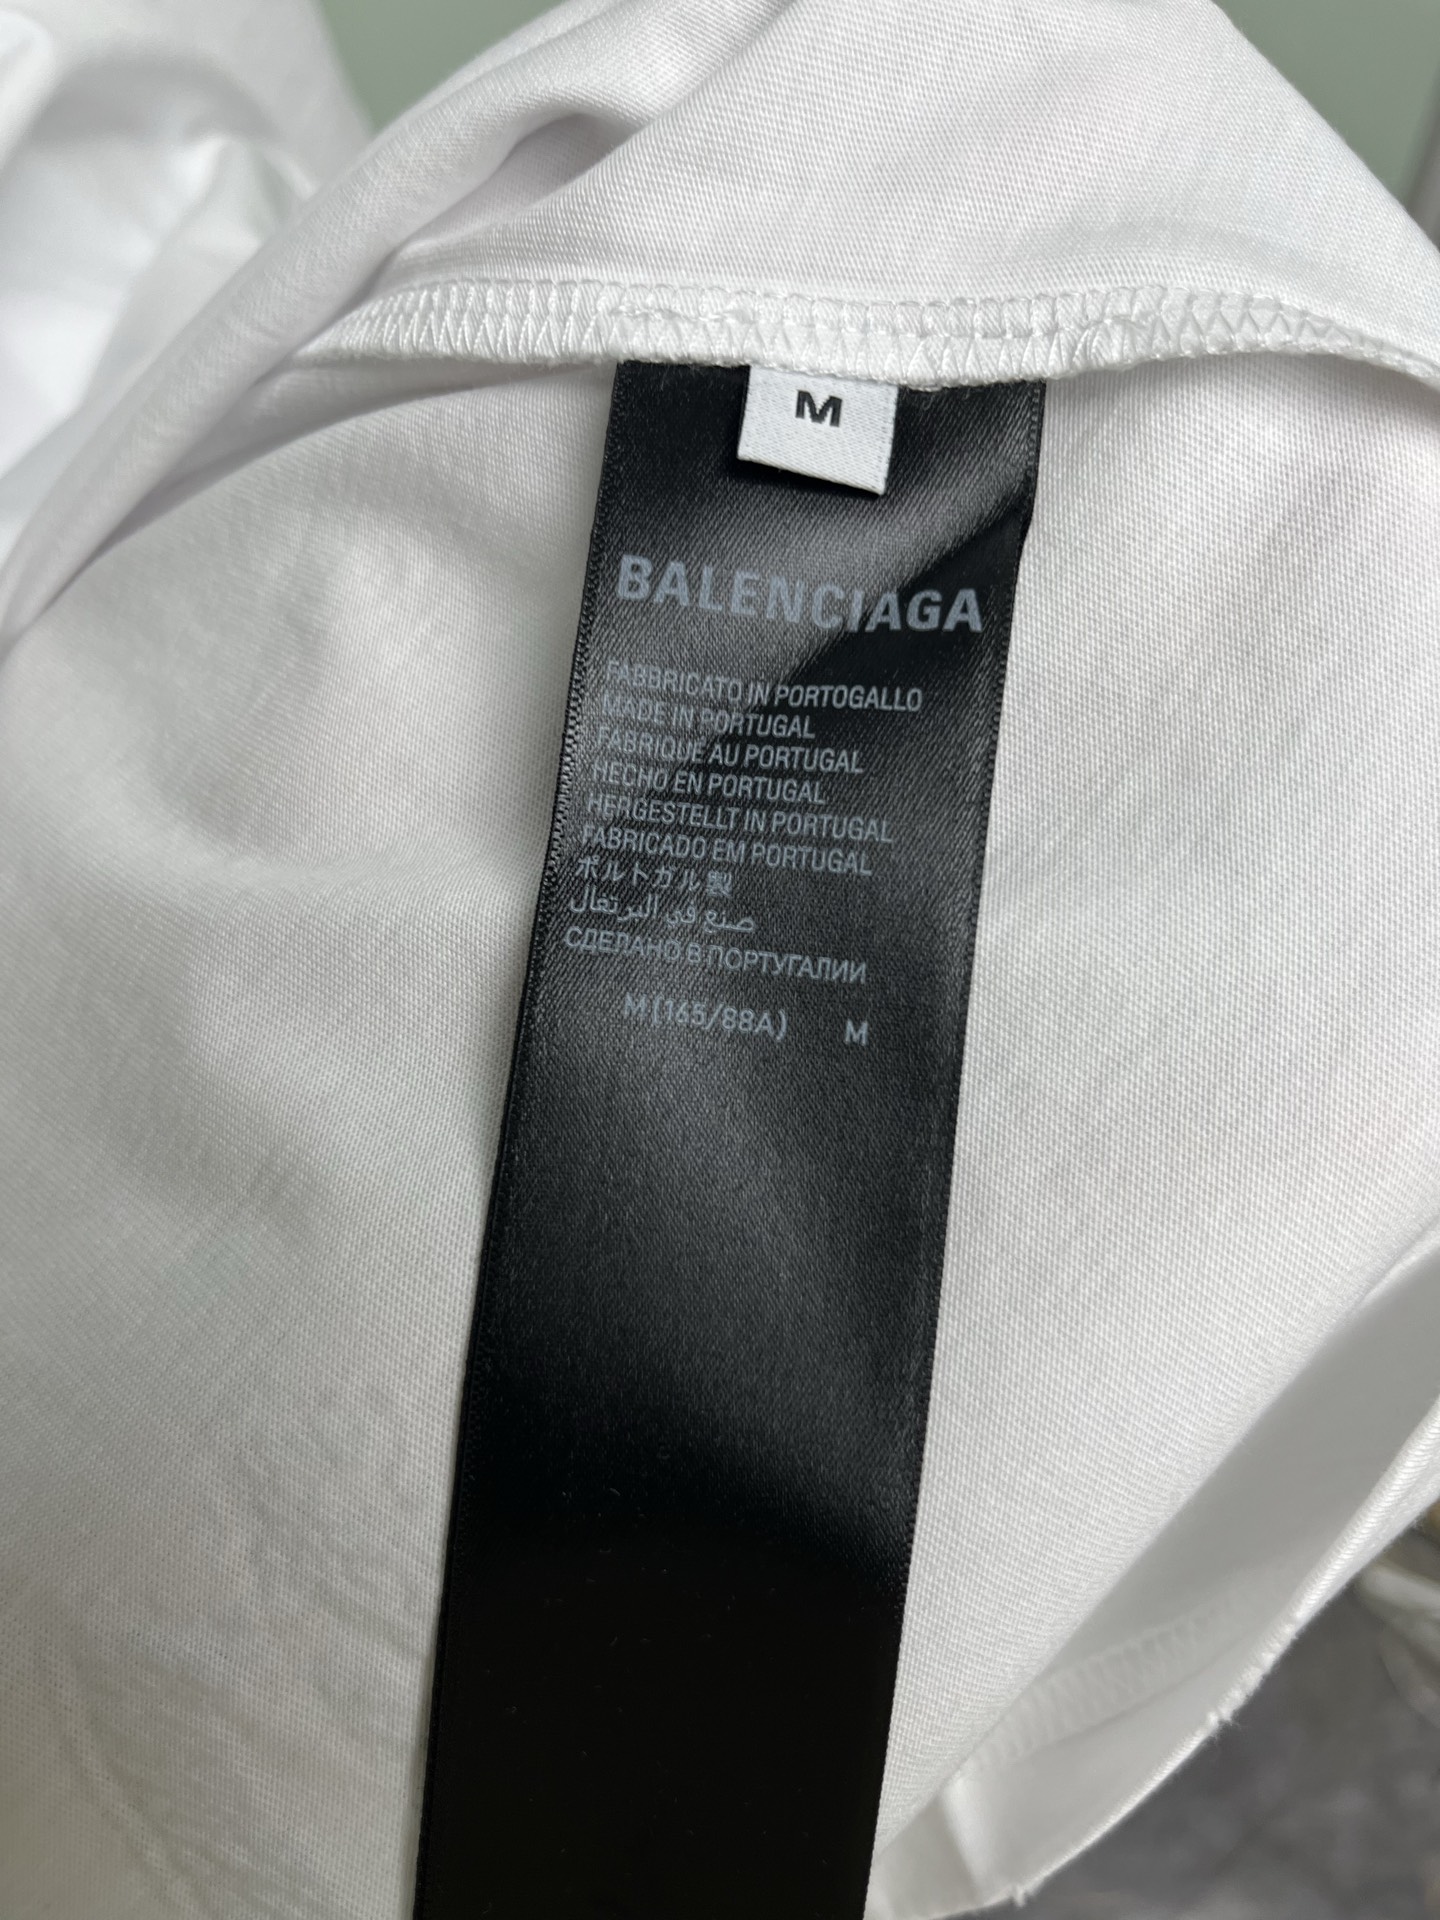 M
BALENCIAGA
FABBRICATO IN PORTOGALLO
MADE IN PORTUGAL
FABRIQUE AU PORTUGAL
HECHO EN PORTUGAL
HERGESTELLT IN PORTUGAL
FABRICADO EM PORTUGAL
ポルトガル製
صنع في البرتغال
СДЕЛАНО В ПОРТУГАЛИИ
M (165/88A) M